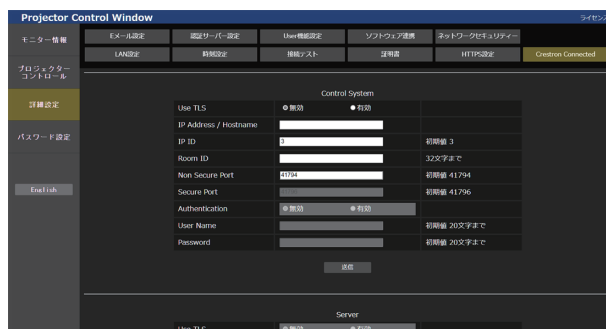 Projector Control Window
ライセンス
モニター情報
プロジェクター
コントロール
詳細設定
パスワード設定
English
Eメール設定 認証サーバー設定 User機能設定 ソフトウェア連携 ネットワークセキュリティー
LAN設定 時刻設定 接続テスト 証明書 HTTPS設定 Crestron Connected
Control System
Use TLS 無効 有効
IP Address / Hostname
IP ID 3 初期値 3
Room ID 32文字まで
Non Secure Port 41794 初期値 41794
Secure Port 初期値 41796
Authentication 無効 有効
User Name 初期値 20文字まで
Password 初期値 20文字まで
送信
Server
Use TLS 無効 有効